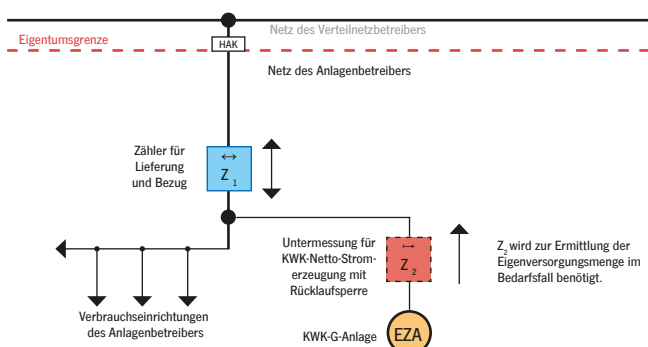 Netz des Verteilnetzbetreibers
Eigentumsgrenze
HAK
Netz des Anlagenbetreibers
Zähler für
Lieferung
und Bezug
↔
Z₁
Untermessung für
KWK-Netto-Strom-
erzeugung mit
Rücklaufsperre
↦
Z₂
Z₂ wird zur Ermittlung der
Eigenversorgungsmenge im
Bedarfsfall benötigt.
Verbrauchseinrichtungen
des Anlagenbetreibers
KWK-G-Anlage
EZA